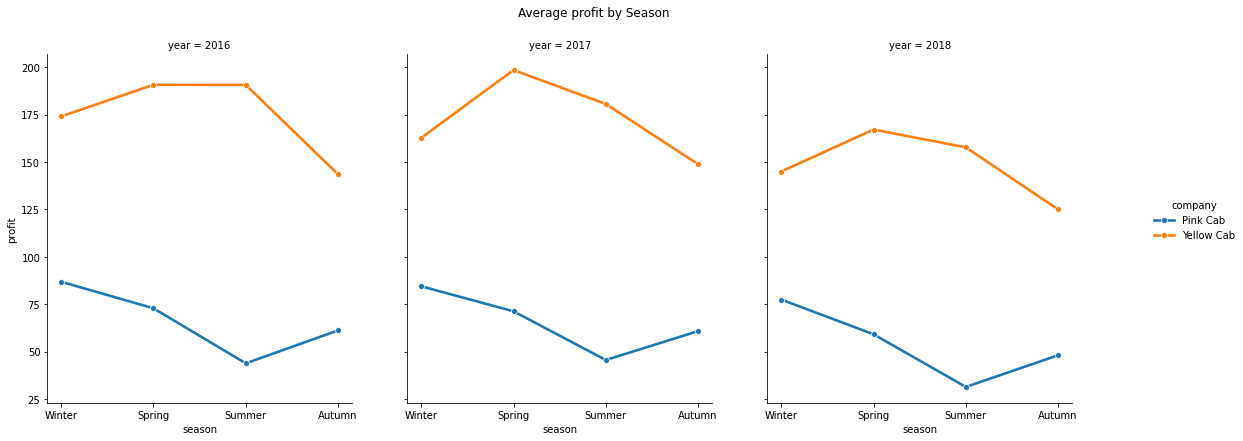 Average profit by Season
year = 2016
year = 2017
year = 2018
200
175
150
125
100
75
50
25
profit
Winter Spring Summer Autumn
season
Winter Spring Summer Autumn
season
Winter Spring Summer Autumn
season
company
Pink Cab
Yellow Cab